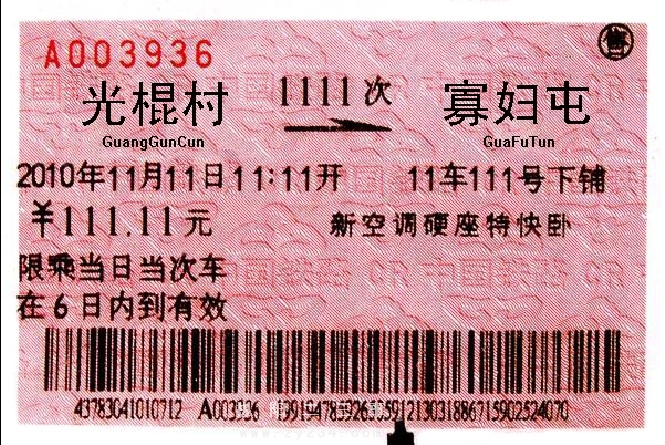 A003936 售
光棍村 1111次 寡妇屯
GuangGunCun GuaFuTun
2010年11月11日11:11开 11车111号下铺
￥111.11元 新空调硬座特快卧
限乘当日当次车
在6日内到有效
43783041010712 A003936